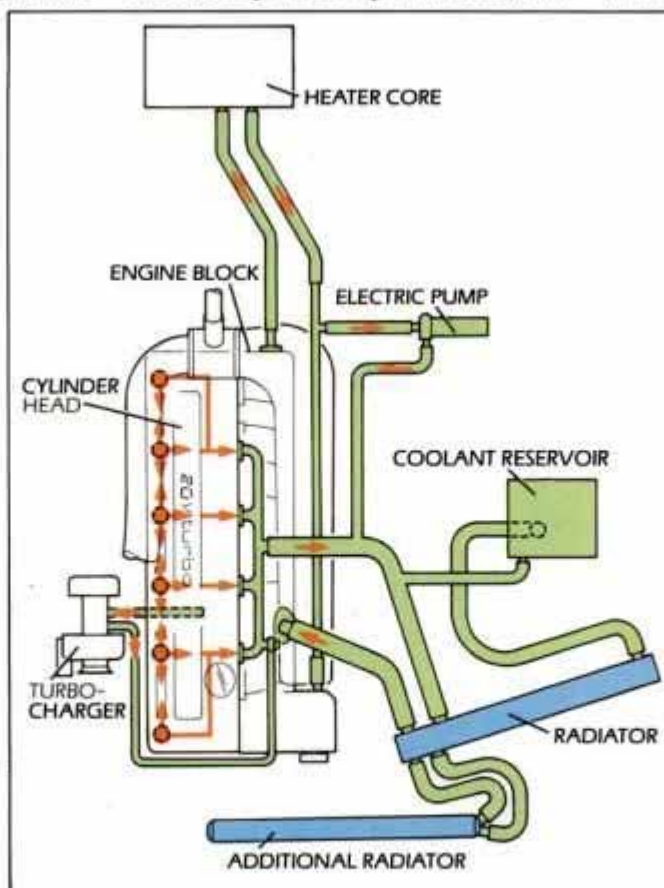 HEATER CORE
ENGINE BLOCK
ELECTRIC PUMP
CYLINDER
HEAD
COOLANT RESERVOIR
TURBO-
CHARGER
RADIATOR
ADDITIONAL RADIATOR